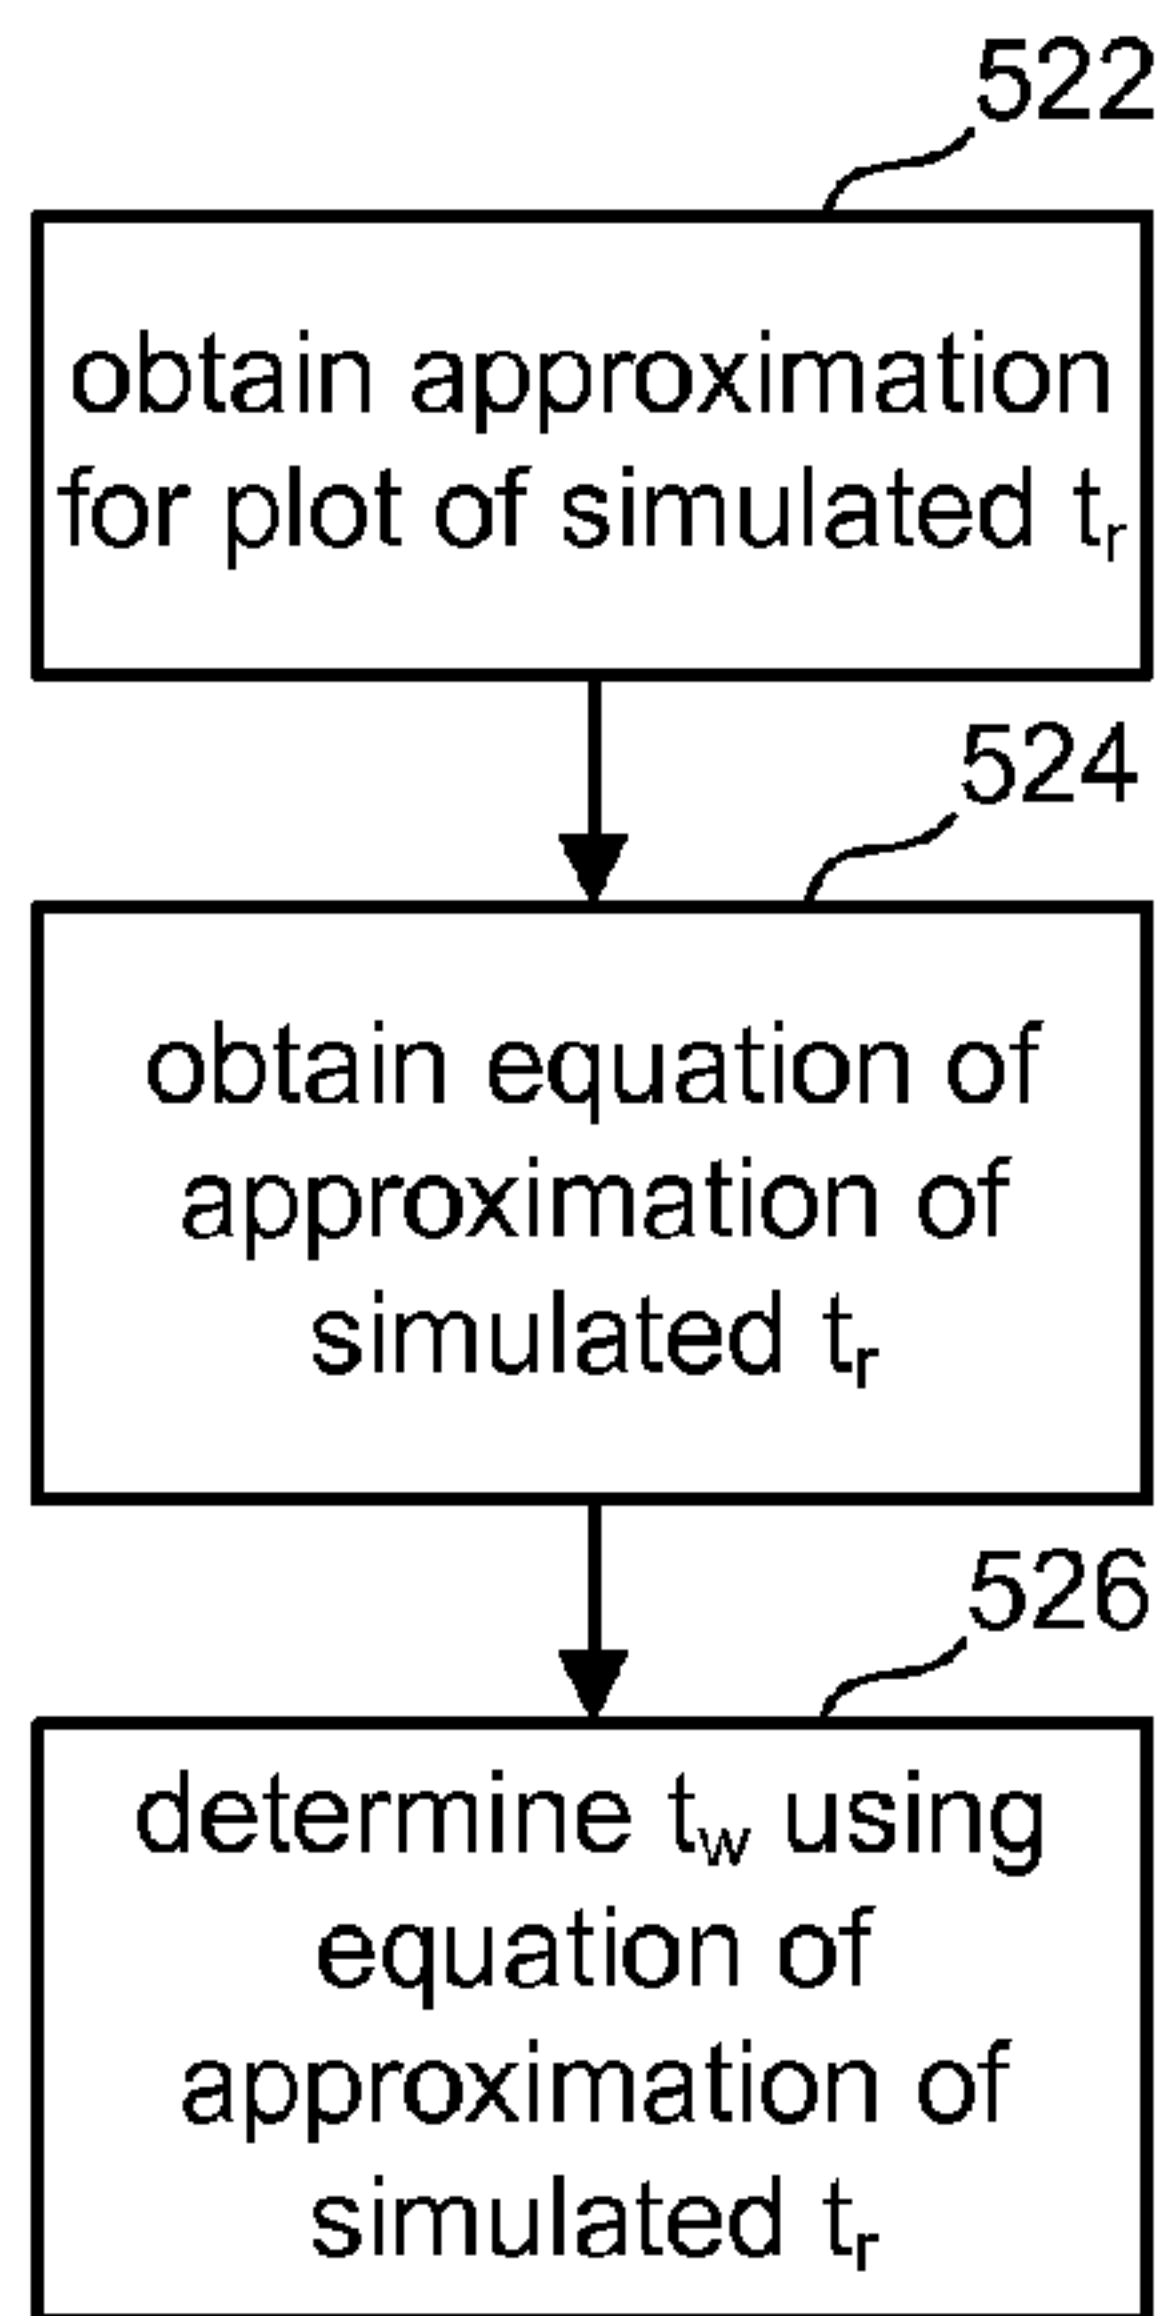 522
obtain approximation
for plot of simulated tᵣ
524
obtain equation of
approximation of
simulated tᵣ
526
determine t_w using
equation of
approximation of
simulated tᵣ